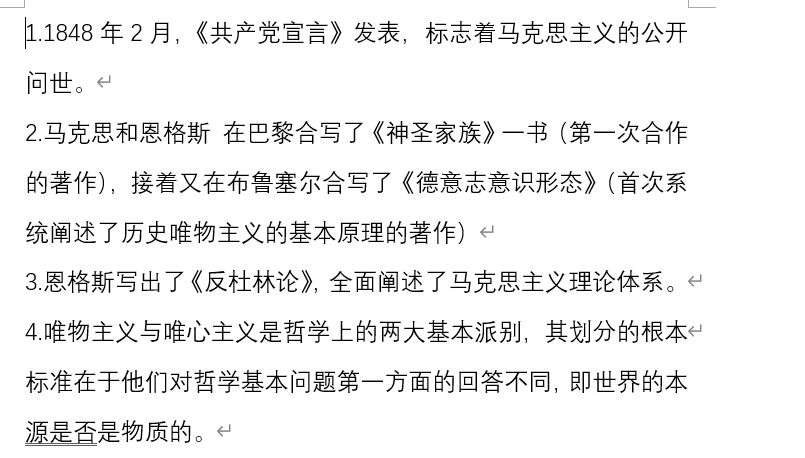 1.1848 年 2 月，《共产党宣言》发表，标志着马克思主义的公开
问世。
2.马克思和恩格斯 在巴黎合写了《神圣家族》一书（第一次合作
的著作），接着又在布鲁塞尔合写了《德意志意识形态》（首次系
统阐述了历史唯物主义的基本原理的著作）
3.恩格斯写出了《反杜林论》，全面阐述了马克思主义理论体系。
4.唯物主义与唯心主义是哲学上的两大基本派别，其划分的根本
标准在于他们对哲学基本问题第一方面的回答不同，即世界的本
源是否是物质的。